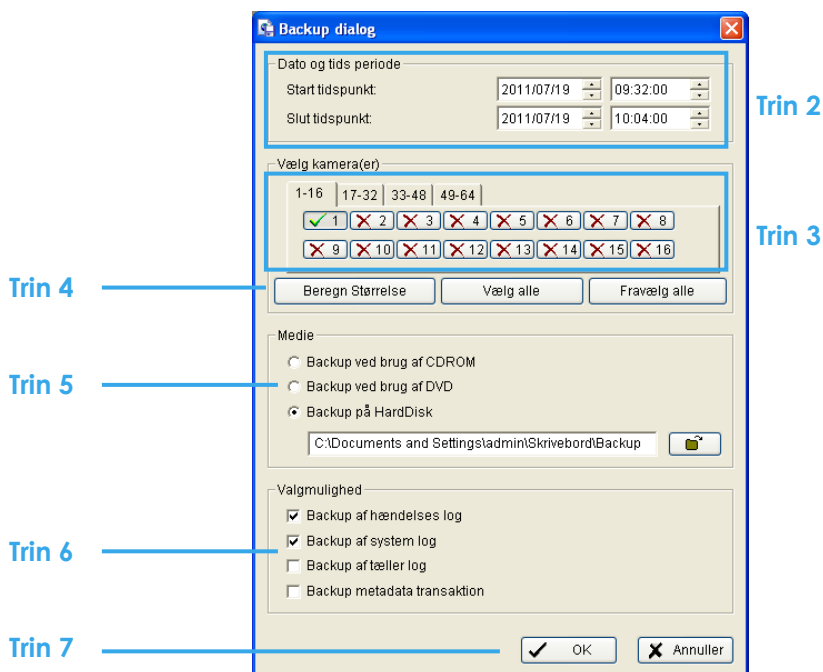 Backup dialog
Dato og tids periode
Start tidspunkt: 2011/07/19 09:32:00
Slut tidspunkt: 2011/07/19 10:04:00
Trin 2
Vælg kamera(er)
1-16 17-32 33-48 49-64
1 2 3 4 5 6 7 8
9 10 11 12 13 14 15 16
Trin 3
Trin 4
Beregn Størrelse Vælg alle Fravælg alle
Medie
Backup ved brug af CDROM
Trin 5
Backup ved brug af DVD
Backup på HardDisk
C:\Documents and Settings\admin\Skrivebord\Backup
Valgmulighed
Backup af hændelses log
Backup af system log
Trin 6
Backup af tæller log
Backup metadata transaktion
Trin 7
OK Annuller